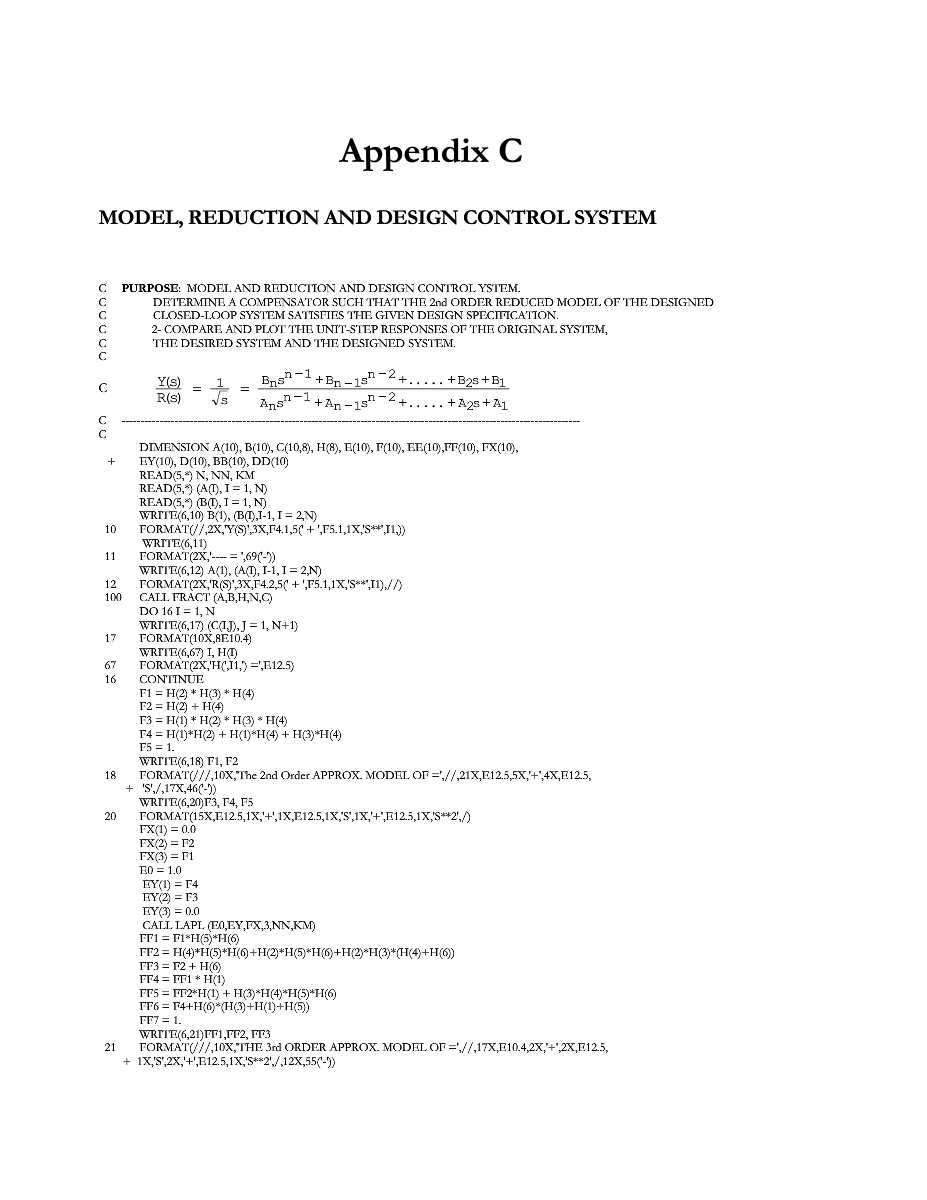 Appendix C
MODEL, REDUCTION AND DESIGN CONTROL SYSTEM
C PURPOSE: MODEL AND REDUCTION AND DESIGN CONTROL YSTEM.
C DETERMINE A COMPENSATOR SUCH THAT THE 2nd ORDER REDUCED MODEL OF THE DESIGNED
C CLOSED-LOOP SYSTEM SATISFIES THE GIVEN DESIGN SPECIFICATION.
C 2- COMPARE AND PLOT THE UNIT-STEP RESPONSES OF THE ORIGINAL SYSTEM,
C THE DESIRED SYSTEM AND THE DESIGNED SYSTEM.
C
C Y(s)/R(s) = 1/√s = (Bₙsⁿ⁻¹+Bₙ₋₁sⁿ⁻²+.....+B₂s+B₁)/(Aₙsⁿ⁻¹+Aₙ₋₁sⁿ⁻²+.....+A₂s+A₁)
C ----------------------------------------------------------------------------------------------------------------------
C
DIMENSION A(10), B(10), C(10,8), H(8), E(10), F(10), EE(10),FF(10), FX(10),
+ EY(10), D(10), BB(10), DD(10)
READ(5,*) N, NN, KM
READ(5,*) (A(I), I = 1, N)
READ(5,*) (B(I), I = 1, N)
WRITE(6,10) B(1), (B(I),I-1, I = 2,N)
10 FORMAT(//,2X,'Y(S)',3X,F4.1,5(' + ',F5.1,1X,'S**',I1,))
WRITE(6,11)
11 FORMAT(2X,'---- = ',69('-'))
WRITE(6,12) A(1), (A(I), I-1, I = 2,N)
12 FORMAT(2X,'R(S)',3X,F4.2,5(' + ',F5.1,1X,'S**',I1),//)
100 CALL FRACT (A,B,H,N,C)
DO 16 I = 1, N
WRITE(6,17) (C(I,J), J = 1, N+1)
17 FORMAT(10X,8E10.4)
WRITE(6,67) I, H(I)
67 FORMAT(2X,'H(',I1,') =',E12.5)
16 CONTINUE
F1 = H(2) * H(3) * H(4)
F2 = H(2) + H(4)
F3 = H(1) * H(2) * H(3) * H(4)
F4 = H(1)*H(2) + H(1)*H(4) + H(3)*H(4)
F5 = 1.
WRITE(6,18) F1, F2
18 FORMAT(///,10X,'The 2nd Order APPROX. MODEL OF =',//,21X,E12.5,5X,'+',4X,E12.5,
+ 'S',/,17X,46('-'))
WRITE(6,20)F3, F4, F5
20 FORMAT(15X,E12.5,1X,'+',1X,E12.5,1X,'S',1X,'+',E12.5,1X,'S**2',/)
FX(1) = 0.0
FX(2) = F2
FX(3) = F1
E0 = 1.0
EY(1) = F4
EY(2) = F3
EY(3) = 0.0
CALL LAPL (E0,EY,FX,3,NN,KM)
FF1 = F1*H(5)*H(6)
FF2 = H(4)*H(5)*H(6)+H(2)*H(5)*H(6)+H(2)*H(3)*(H(4)+H(6))
FF3 = F2 + H(6)
FF4 = FF1 * H(1)
FF5 = FF2*H(1) + H(3)*H(4)*H(5)*H(6)
FF6 = F4+H(6)*(H(3)+H(1)+H(5))
FF7 = 1.
WRITE(6,21)FF1,FF2, FF3
21 FORMAT(///,10X,'THE 3rd ORDER APPROX. MODEL OF =',//,17X,E10.4,2X,'+',2X,E12.5,
+ 1X,'S',2X,'+',E12.5,1X,'S**2',/,12X,55('-'))